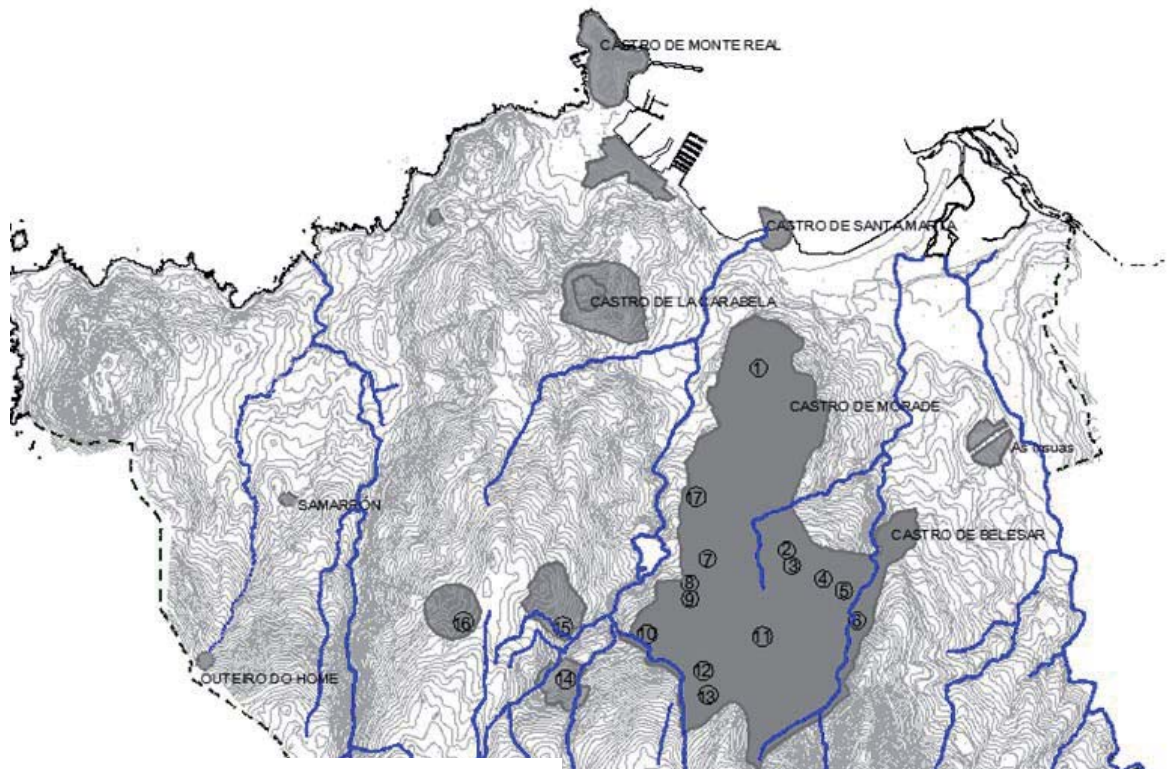 CASTRO DE MONTE REAL
CASTRO DE SANTA MARTA
CASTRO DE LA CARABELA
1
CASTRO DE MORADE
As Insuas
17
SAMARRÓN
CASTRO DE BELESAR
2
3
7
4
8
5
9
6
16
15
10
11
12
14
OUTEIRO DO HOME
13